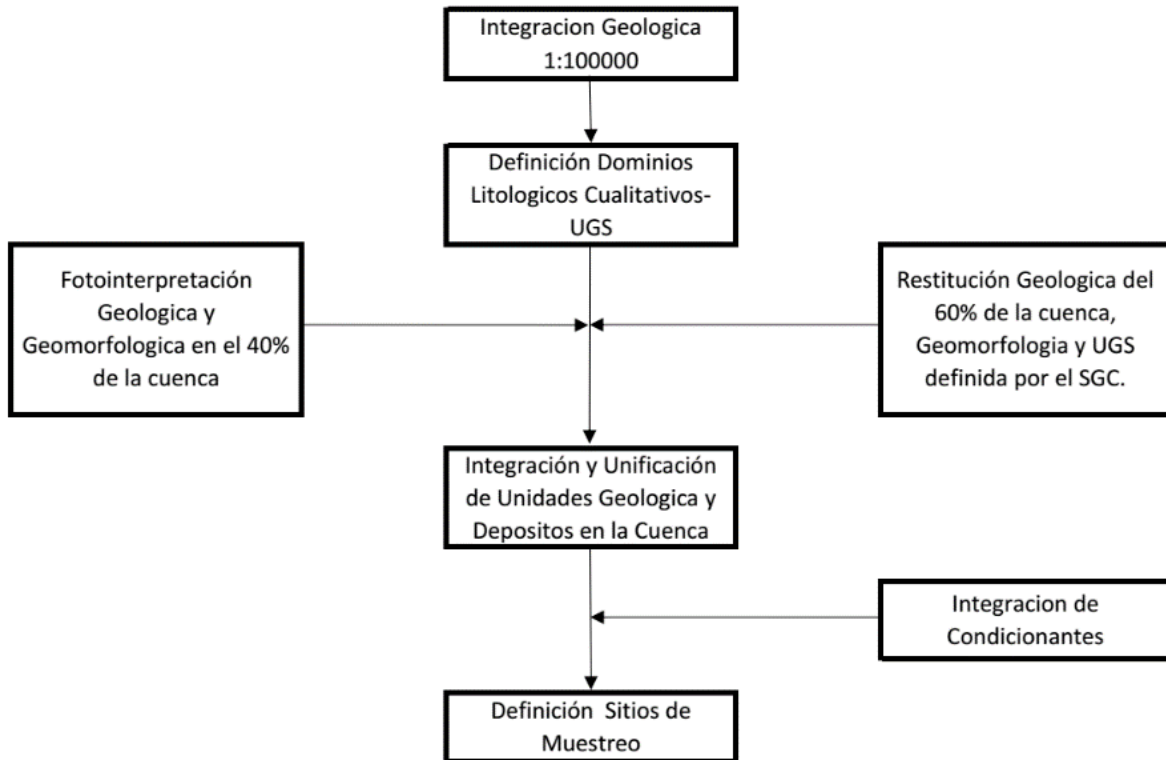 Integracion Geologica
1:100000
Definición Dominios
Litologicos Cualitativos-
UGS
Fotointerpretación
Geologica y
Geomorfologica en el 40%
de la cuenca
Restitución Geologica del
60% de la cuenca,
Geomorfologia y UGS
definida por el SGC.
Integración y Unificación
de Unidades Geologica y
Depositos en la Cuenca
Integracion de
Condicionantes
Definición Sitios de
Muestreo